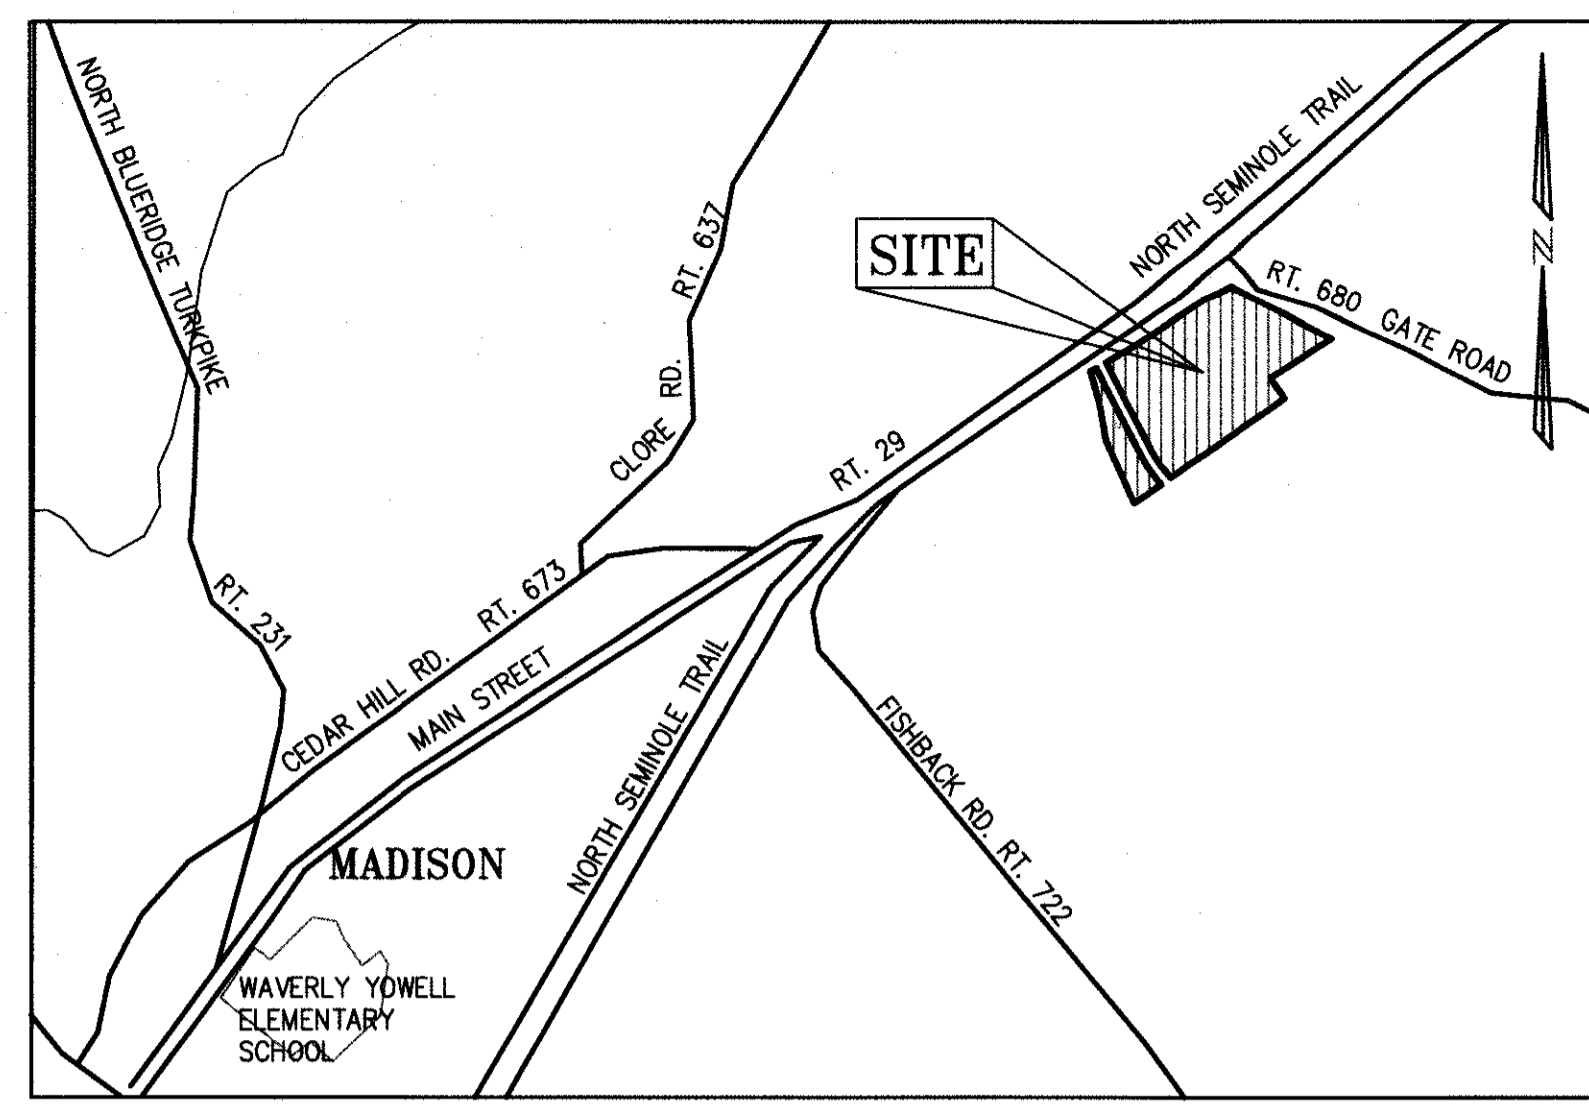 NORTH BLUERIDGE TURKPIKE
RT. 637
CLORE RD.
SITE
NORTH SEMINOLE TRAIL
N
RT. 680 GATE ROAD
RT. 29
RT. 231
CEDAR HILL RD. RT. 673
MAIN STREET
NORTH SEMINOLE TRAIL
FISHBACK RD. RT. 722
MADISON
WAVERLY YOWELL
ELEMENTARY
SCHOOL